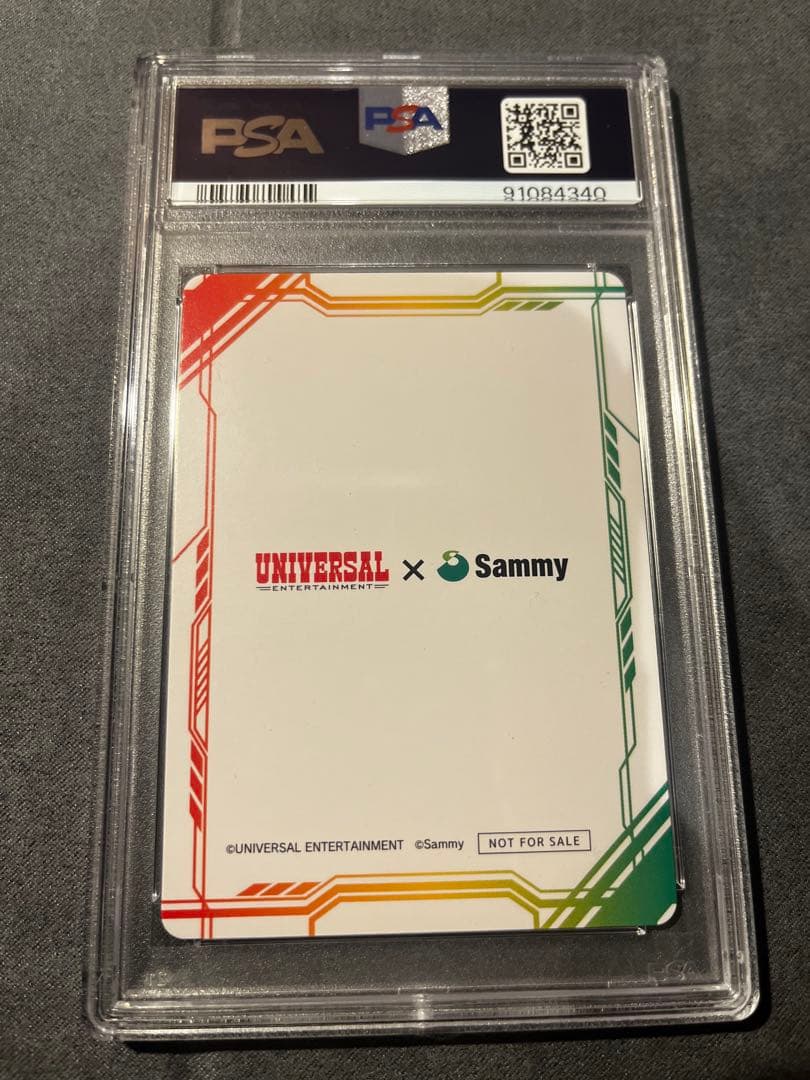 PSA
PSA
91084340
UNIVERSAL
ENTERTAINMENT
×
Sammy
©UNIVERSAL ENTERTAINMENT ©Sammy NOT FOR SALE